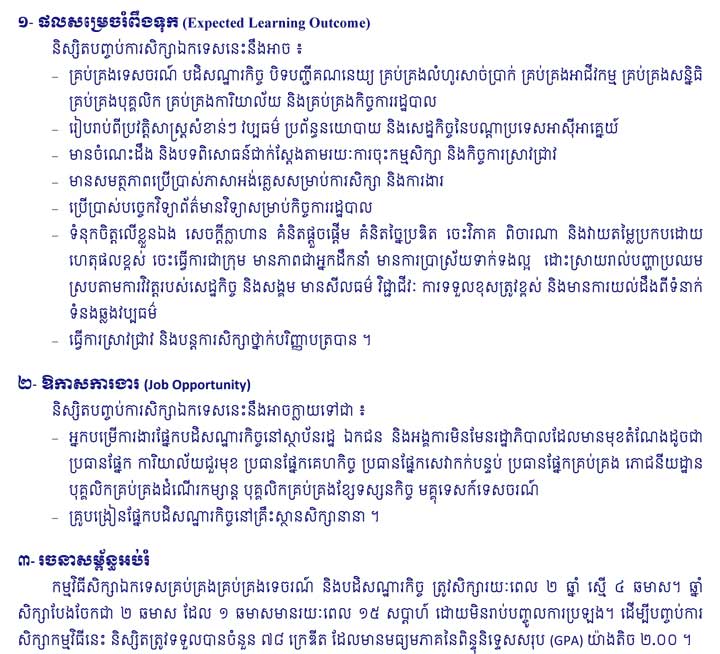 ១- ផលសម្រេចរំពឹងទុក (Expected Learning Outcome)
និស្សិតបញ្ចប់ការសិក្សាឯកទេសនេះនឹងអាច ៖
– គ្រប់គ្រងទេសចរណ៍ បដិសណ្ឋារកិច្ច បិទបញ្ជីគណនេយ្យ គ្រប់គ្រងលំហូរសាច់ប្រាក់ គ្រប់គ្រងអាជីវកម្ម គ្រប់គ្រងសន្និធិ
គ្រប់គ្រងបុគ្គលិក គ្រប់គ្រងការិយាល័យ និងគ្រប់គ្រងកិច្ចការរដ្ឋបាល
– រៀបរាប់ពីប្រវត្តិសាស្ត្រសំខាន់ៗ វប្បធម៌ ប្រព័ន្ធនយោបាយ និងសេដ្ឋកិច្ចនៃបណ្តាប្រទេសអាស៊ីអាគ្នេយ៍
– មានចំណេះដឹង និងបទពិសោធន៍ជាក់ស្តែងតាមរយៈការចុះកម្មសិក្សា និងកិច្ចការស្រាវជ្រាវ
– មានសមត្ថភាពប្រើប្រាស់ភាសាអង់គ្លេសសម្រាប់ការសិក្សា និងការងារ
– ប្រើប្រាស់បច្ចេកវិទ្យាព័ត៌មានវិទ្យាសម្រាប់កិច្ចការរដ្ឋបាល
– ទំនុកចិត្តលើខ្លួនឯង សេចក្តីក្លាហាន គំនិតផ្តួចផ្តើម គំនិតច្នៃប្រឌិត ចេះវិភាគ ពិចារណា និងវាយតម្លៃប្រកបដោយ
ហេតុផលខ្ពស់ ចេះធ្វើការជាក្រុម មានភាពជាអ្នកដឹកនាំ មានការប្រាស្រ័យទាក់ទងល្អ ដោះស្រាយរាល់បញ្ហាប្រឈម
ស្របតាមការវិវត្តរបស់សេដ្ឋកិច្ច និងសង្គម មានសីលធម៌ វិជ្ជាជីវៈ ការទទួលខុសត្រូវខ្ពស់ និងមានការយល់ដឹងពីទំនាក់
ទំនងឆ្លងវប្បធម៌
– ធ្វើការស្រាវជ្រាវ និងបន្តការសិក្សាថ្នាក់បរិញ្ញាបត្របាន ។
២- ឱកាសការងារ (Job Opportunity)
និស្សិតបញ្ចប់ការសិក្សាឯកទេសនេះនឹងអាចក្លាយទៅជា ៖
– អ្នកបម្រើការងារផ្នែកបដិសណ្ឋារកិច្ចនៅស្ថាប័នរដ្ឋ ឯកជន និងអង្គការមិនមែនរដ្ឋាភិបាលដែលមានមុខតំណែងដូចជា
ប្រធានផ្នែក ការិយាល័យជួរមុខ ប្រធានផ្នែកគេហកិច្ច ប្រធានផ្នែកសេវាកក់បន្ទប់ ប្រធានផ្នែកគ្រប់គ្រង ភោជនីយដ្ឋាន
បុគ្គលិកគ្រប់គ្រងដំណើរកម្សាន្ត បុគ្គលិកគ្រប់គ្រងខ្សែទស្សនកិច្ច មគ្គុទេសក៍ទេសចរណ៍
– គ្រូបង្រៀនផ្នែកបដិសណ្ឋារកិច្ចនៅគ្រឹះស្ថានសិក្សានានា ។
៣- រចនាសម្ព័ន្ធអប់រំ
កម្មវិធីសិក្សាឯកទេសគ្រប់គ្រងគ្រប់គ្រងទេចរណ៍ និងបដិសណ្ឋារកិច្ច ត្រូវសិក្សារយៈពេល ២ ឆ្នាំ ស្មើ ៤ ឆមាស។ ឆ្នាំ
សិក្សាបែងចែកជា ២ ឆមាស ដែល ១ ឆមាសមានរយៈពេល ១៥ សប្តាហ៍ ដោយមិនរាប់បញ្ចូលការប្រឡង។ ដើម្បីបញ្ចប់ការ
សិក្សាកម្មវិធីនេះ និស្សិតត្រូវទទួលបានចំនួន ៧៨ ក្រេឌីត ដែលមានមធ្យមភាគនៃពិន្ទុនិទ្ទេសសរុប (GPA) យ៉ាងតិច ២.០០ ។